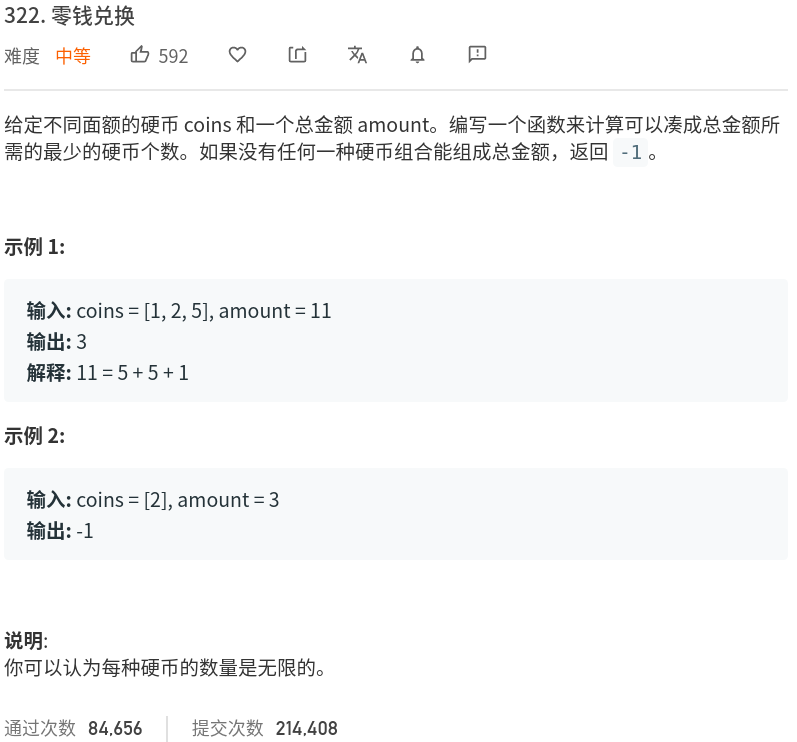 322. 零钱兑换
难度 中等 592
给定不同面额的硬币 coins 和一个总金额 amount。编写一个函数来计算可以凑成总金额所
需的最少的硬币个数。如果没有任何一种硬币组合能组成总金额，返回 -1 。
示例 1:
输入: coins = [1, 2, 5], amount = 11
输出: 3
解释: 11 = 5 + 5 + 1
示例 2:
输入: coins = [2], amount = 3
输出: -1
说明:
你可以认为每种硬币的数量是无限的。
通过次数 84,656 提交次数 214,408